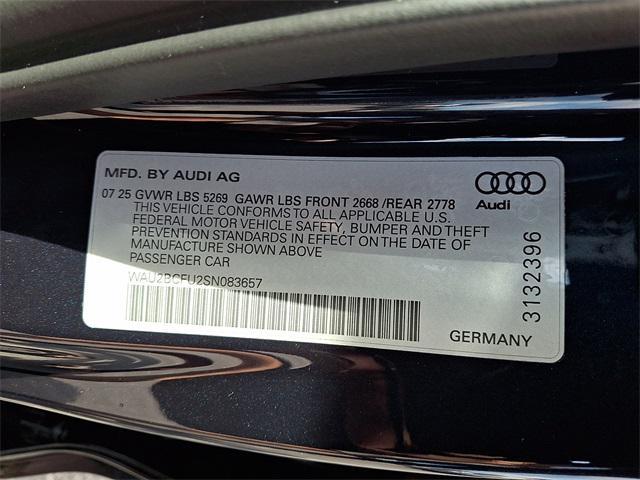 MFD. BY AUDI AG
07 25 GVWR LBS 5269 GAWR LBS FRONT 2668 /REAR 2778
THIS VEHICLE CONFORMS TO ALL APPLICABLE U.S.
FEDERAL MOTOR VEHICLE SAFETY, BUMPER AND THEFT
PREVENTION STANDARDS IN EFFECT ON THE DATE OF
MANUFACTURE SHOWN ABOVE
PASSENGER CAR
WAU2BCFU2SN083657
Audi
3132396
GERMANY